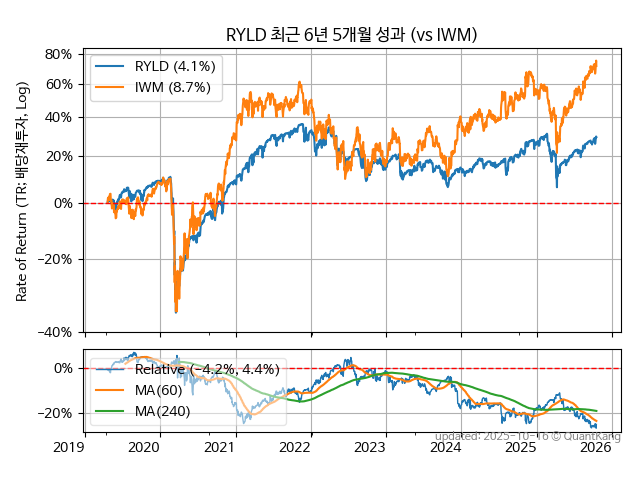 RYLD 최근 6년 5개월 성과 (vs IWM)
Rate of Return (TR: 배당재투자, Log)
80%
60%
40%
20%
0%
−20%
−40%
RYLD (4.1%)
IWM (8.7%)
0%
−20%
Relative (−4.2%, 4.4%)
MA(60)
MA(240)
2019 2020 2021 2022 2023 2024 2025 2026
updated: 2025-10-16 © QuantKang